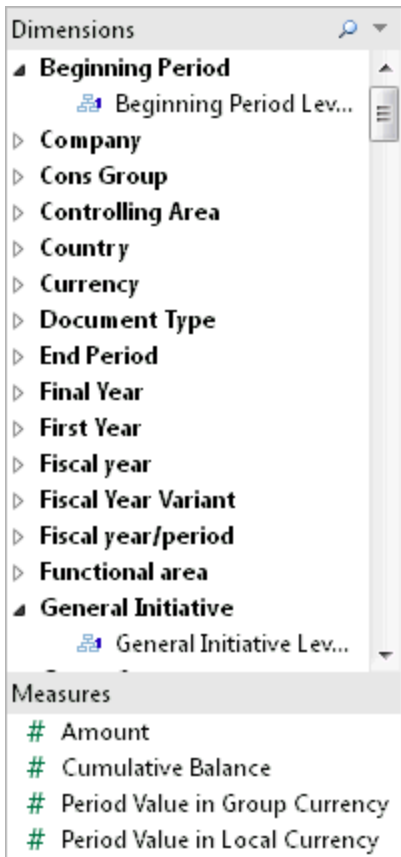 Dimensions
Beginning Period
Beginning Period Lev...
Company
Cons Group
Controlling Area
Country
Currency
Document Type
End Period
Final Year
First Year
Fiscal year
Fiscal Year Variant
Fiscal year/period
Functional area
General Initiative
General Initiative Lev...
Measures
# Amount
# Cumulative Balance
# Period Value in Group Currency
# Period Value in Local Currency